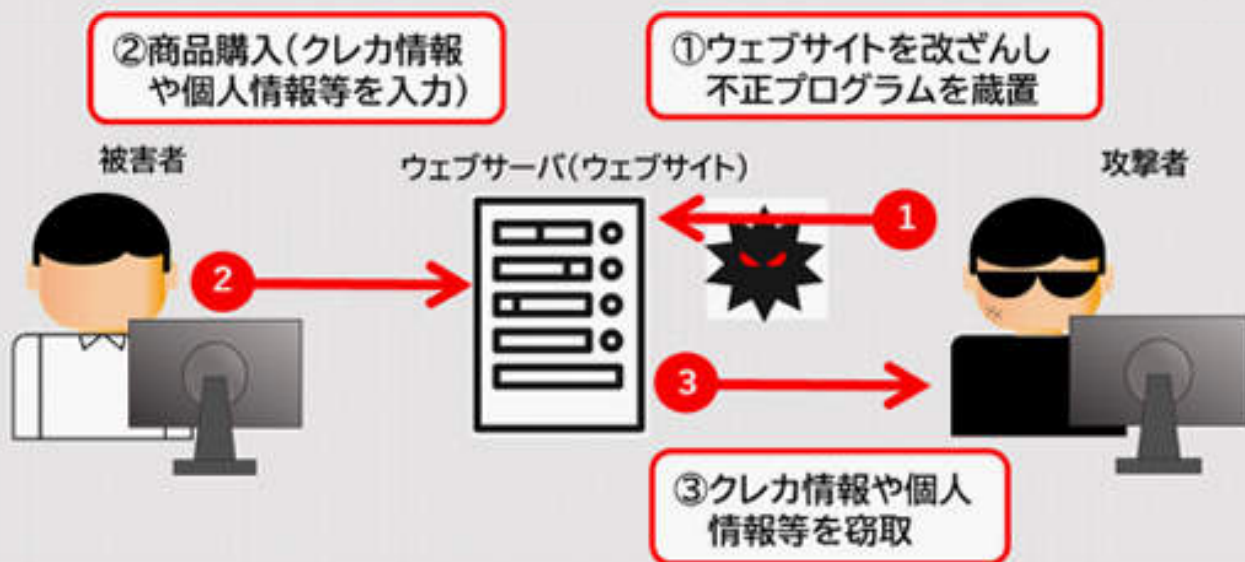 ②商品購入(クレカ情報
や個人情報等を入力)
①ウェブサイトを改ざんし
不正プログラムを蔵置
被害者
ウェブサーバ(ウェブサイト)
攻撃者
1
2
3
③クレカ情報や個人
情報等を窃取